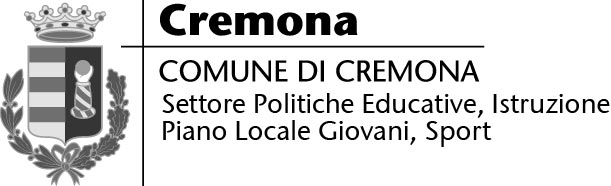 Cremona
COMUNE DI CREMONA
Settore Politiche Educative, Istruzione
Piano Locale Giovani, Sport